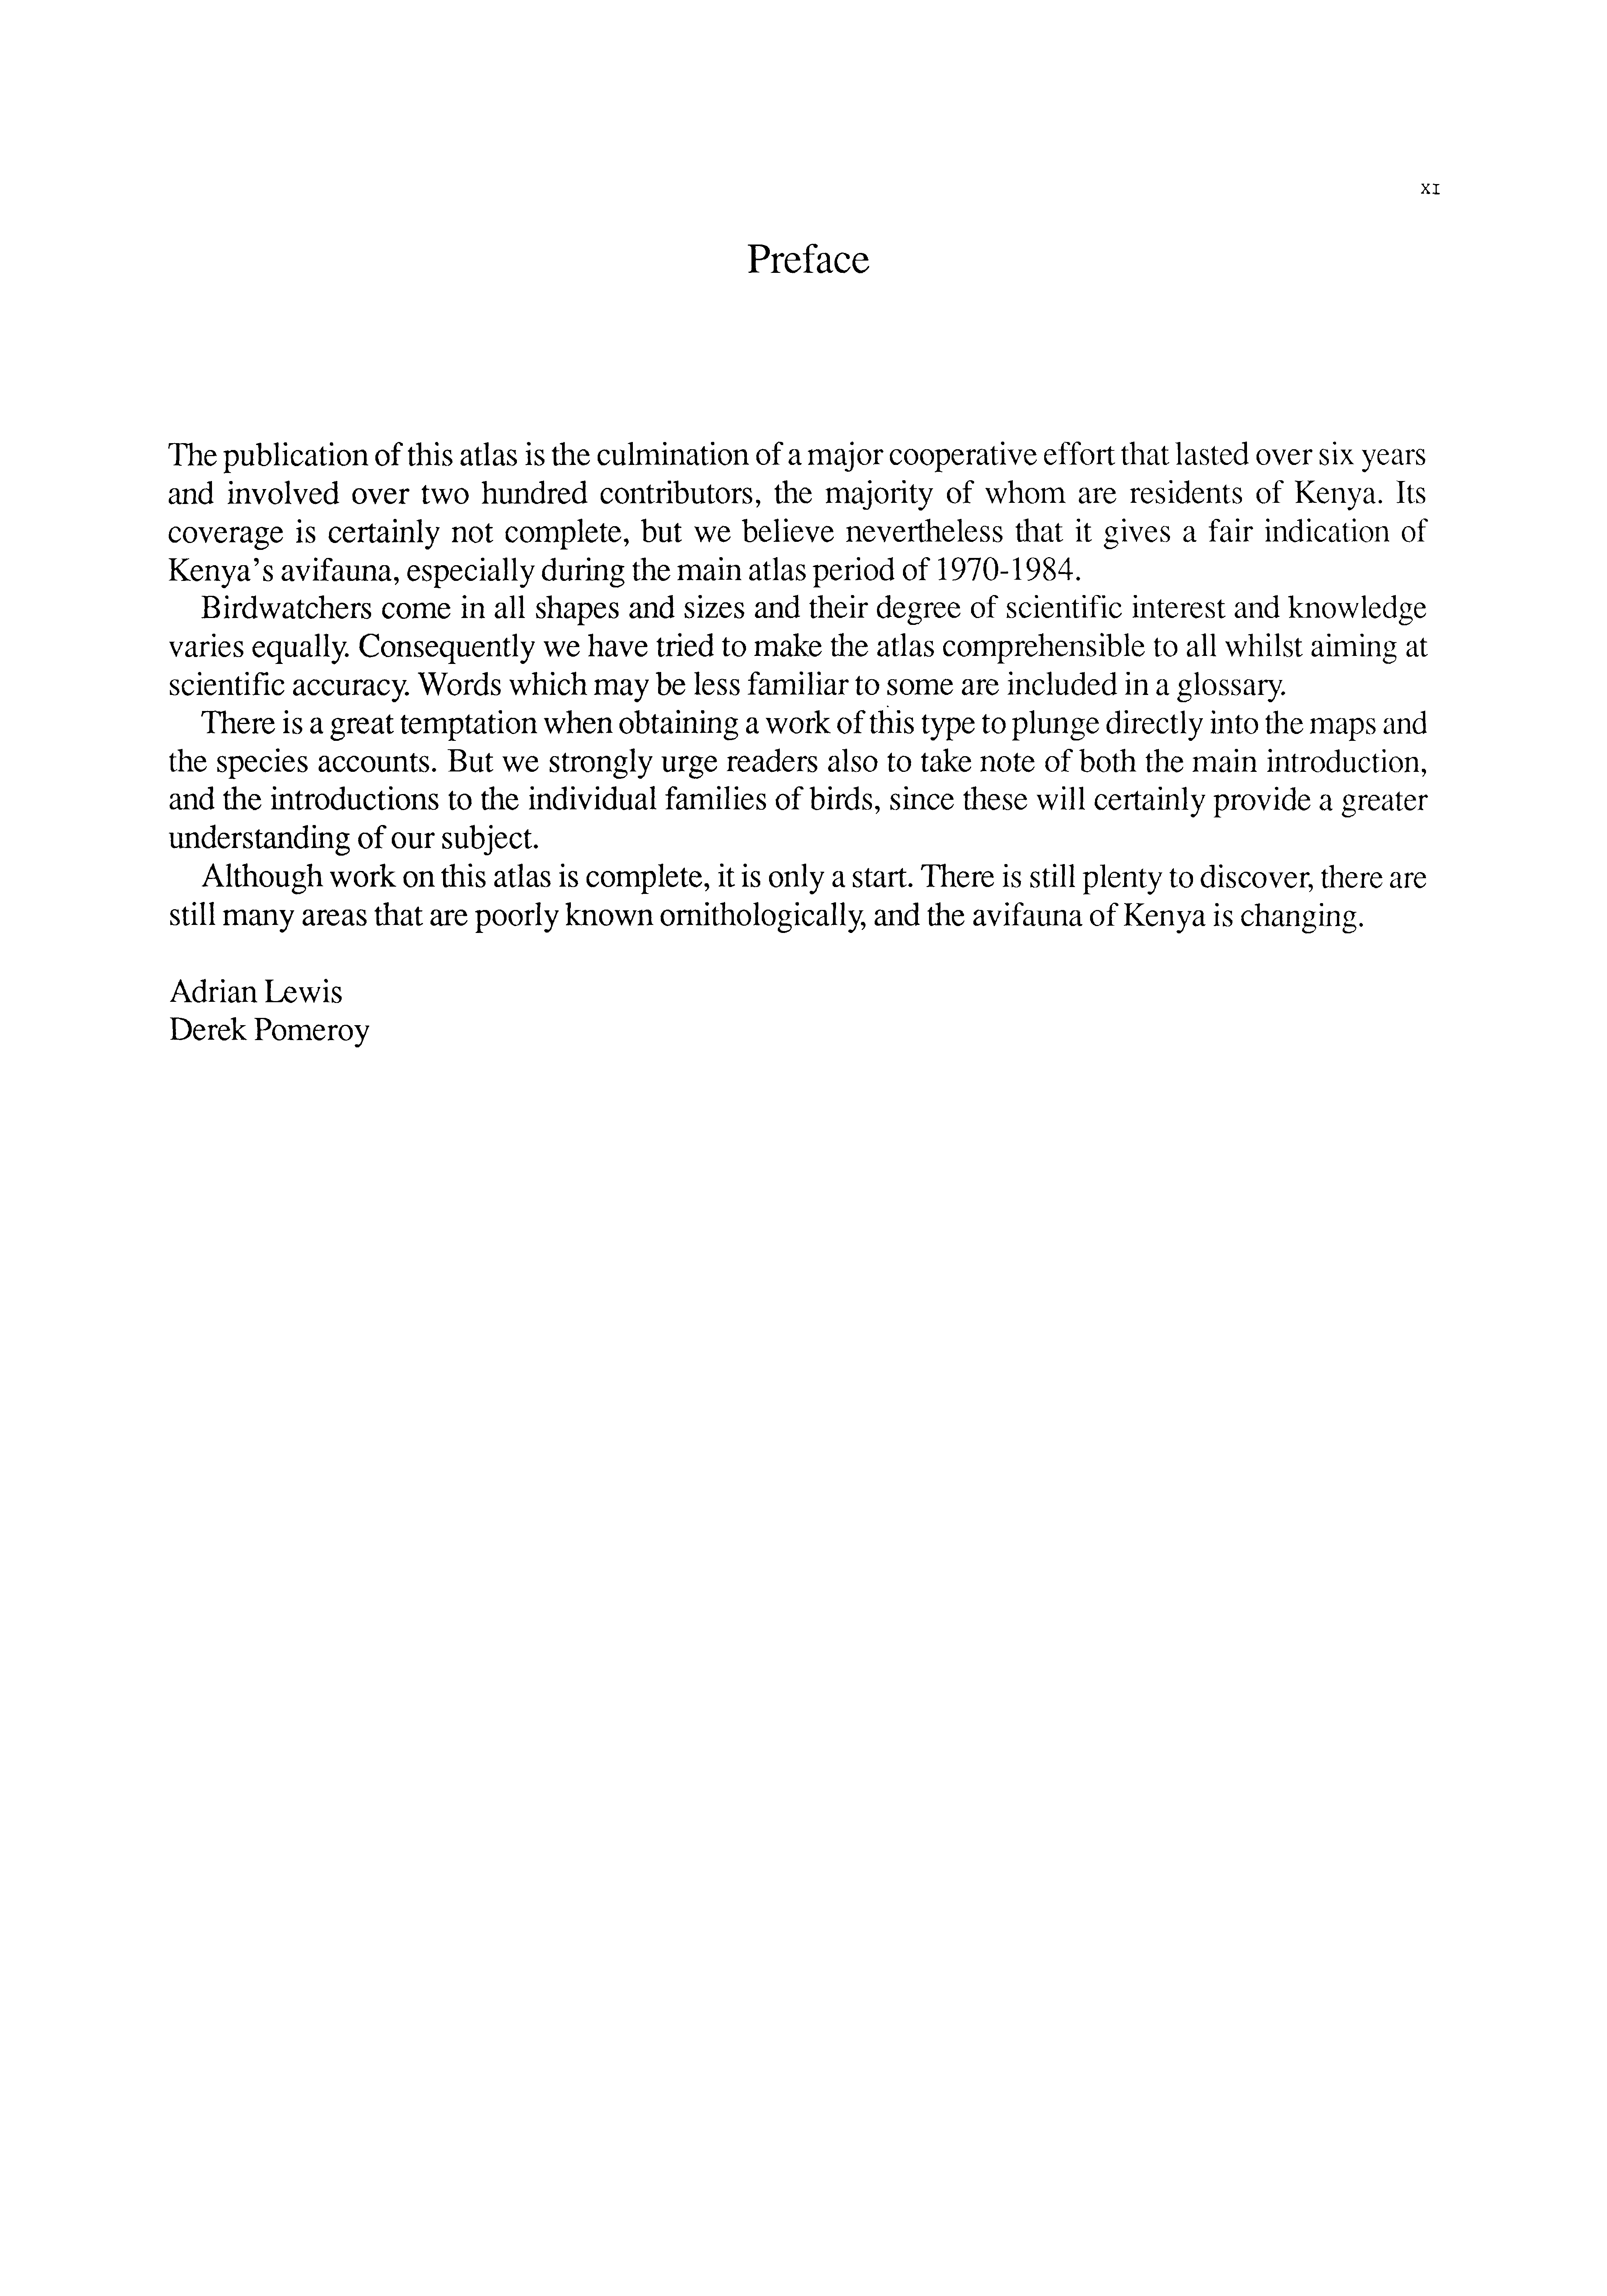 XI
Preface
The publication of this atlas is the culmination of a major cooperative effort that lasted over six years
and involved over two hundred contributors, the majority of whom are residents of Kenya. Its
coverage is certainly not complete, but we believe nevertheless that it gives a fair indication of
Kenya's avifauna, especially during the main atlas period of 1970-1984.
Birdwatchers come in all shapes and sizes and their degree of scientific interest and knowledge
varies equally. Consequently we have tried to make the atlas comprehensible to all whilst aiming at
scientific accuracy. Words which may be less familiar to some are included in a glossary.
There is a great temptation when obtaining a work of this type to plunge directly into the maps and
the species accounts. But we strongly urge readers also to take note of both the main introduction,
and the introductions to the individual families of birds, since these will certainly provide a greater
understanding of our subject.
Although work on this atlas is complete, it is only a start. There is still plenty to discover, there are
still many areas that are poorly known ornithologically, and the avifauna of Kenya is changing.
Adrian Lewis
Derek Pomeroy